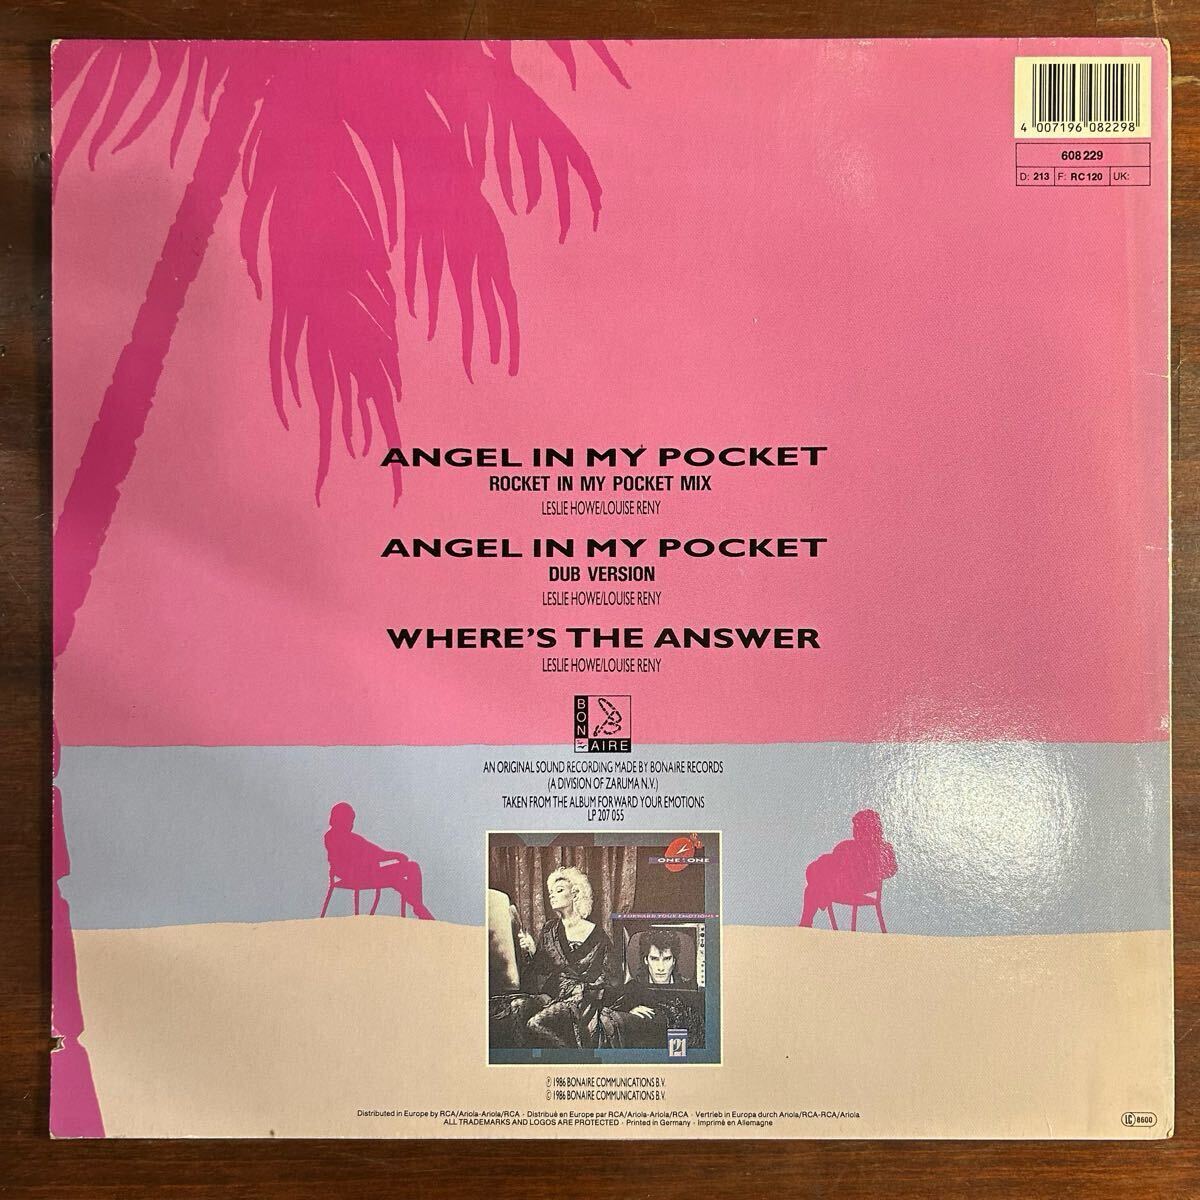 4 007196 082298
608 229
D: 213 F: RC 120 UK:
ANGEL IN MY POCKET
ROCKET IN MY POCKET MIX
LESLIE HOWE/LOUISE RENY
ANGEL IN MY POCKET
DUB VERSION
LESLIE HOWE/LOUISE RENY
WHERE'S THE ANSWER
LESLIE HOWE/LOUISE RENY
BON
AIRE
AN ORIGINAL SOUND RECORDING MADE BY BONAIRE RECORDS
(A DIVISION OF ZARUMA N.V.)
TAKEN FROM THE ALBUM FORWARD YOUR EMOTIONS
LP 207 055
ONE 2 ONE
FORWARD YOUR EMOTIONS
121
℗ 1986 BONAIRE COMMUNICATIONS B.V.
© 1986 BONAIRE COMMUNICATIONS B.V.
Distributed in Europe by RCA/Ariola-Ariola/RCA · Distribué en Europe par RCA/Ariola-Ariola/RCA · Vertrieb in Europa durch Ariola/RCA-RCA/Ariola
ALL TRADEMARKS AND LOGOS ARE PROTECTED · Printed in Germany · Imprimé en Allemagne
LC 8600